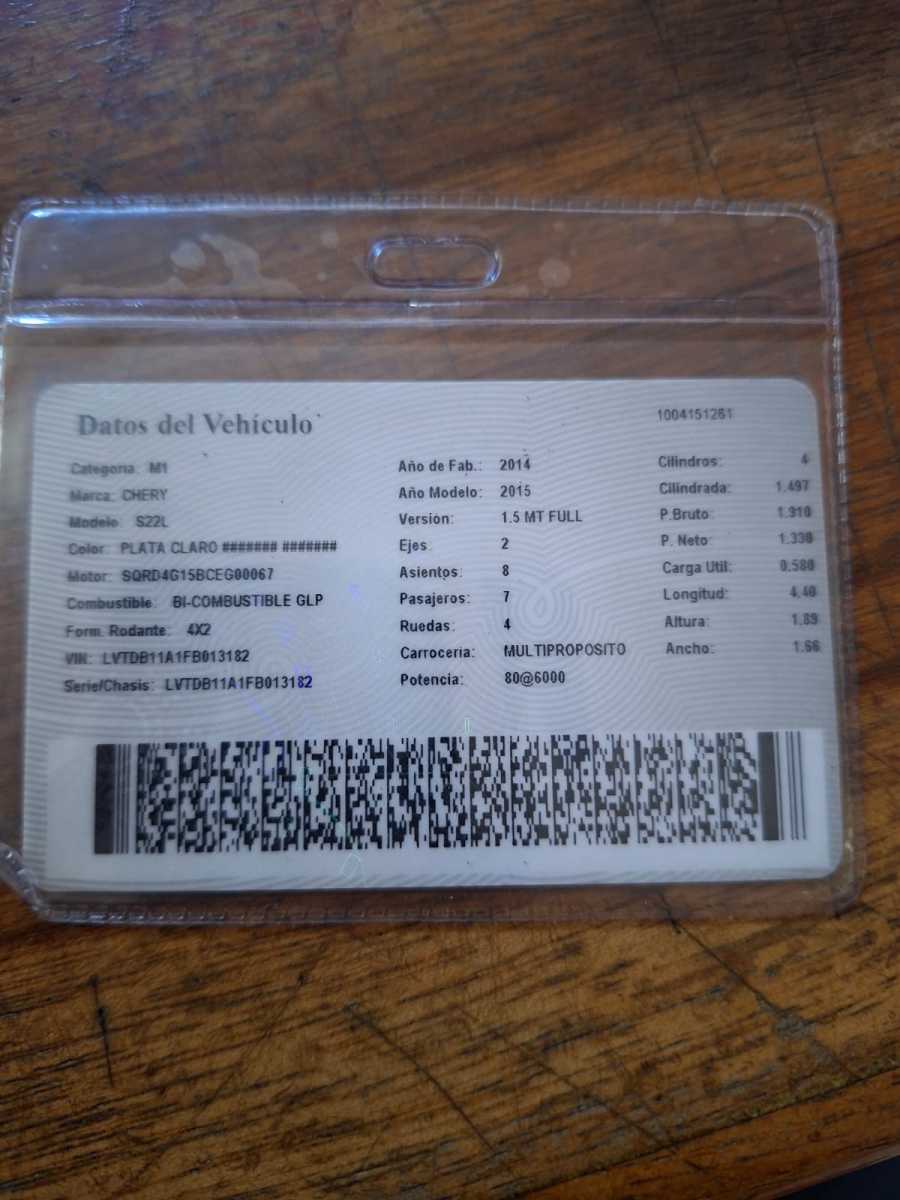 Datos del Vehículo
1004151261
Categoria: M1
Marca: CHERY
Modelo: S22L
Color: PLATA CLARO ####### #######
Motor: SQRD4G15BCEG00067
Combustible: BI-COMBUSTIBLE GLP
Form. Rodante: 4X2
VIN: LVTDB11A1FB013182
Serie/Chasis: LVTDB11A1FB013182
Año de Fab.: 2014
Año Modelo: 2015
Versión: 1.5 MT FULL
Ejes: 2
Asientos: 8
Pasajeros: 7
Ruedas: 4
Carroceria: MULTIPROPOSITO
Potencia: 80@6000
Cilindros: 4
Cilindrada: 1.497
P.Bruto: 1.910
P. Neto: 1.330
Carga Util: 0.580
Longitud: 4.40
Altura: 1.89
Ancho: 1.66